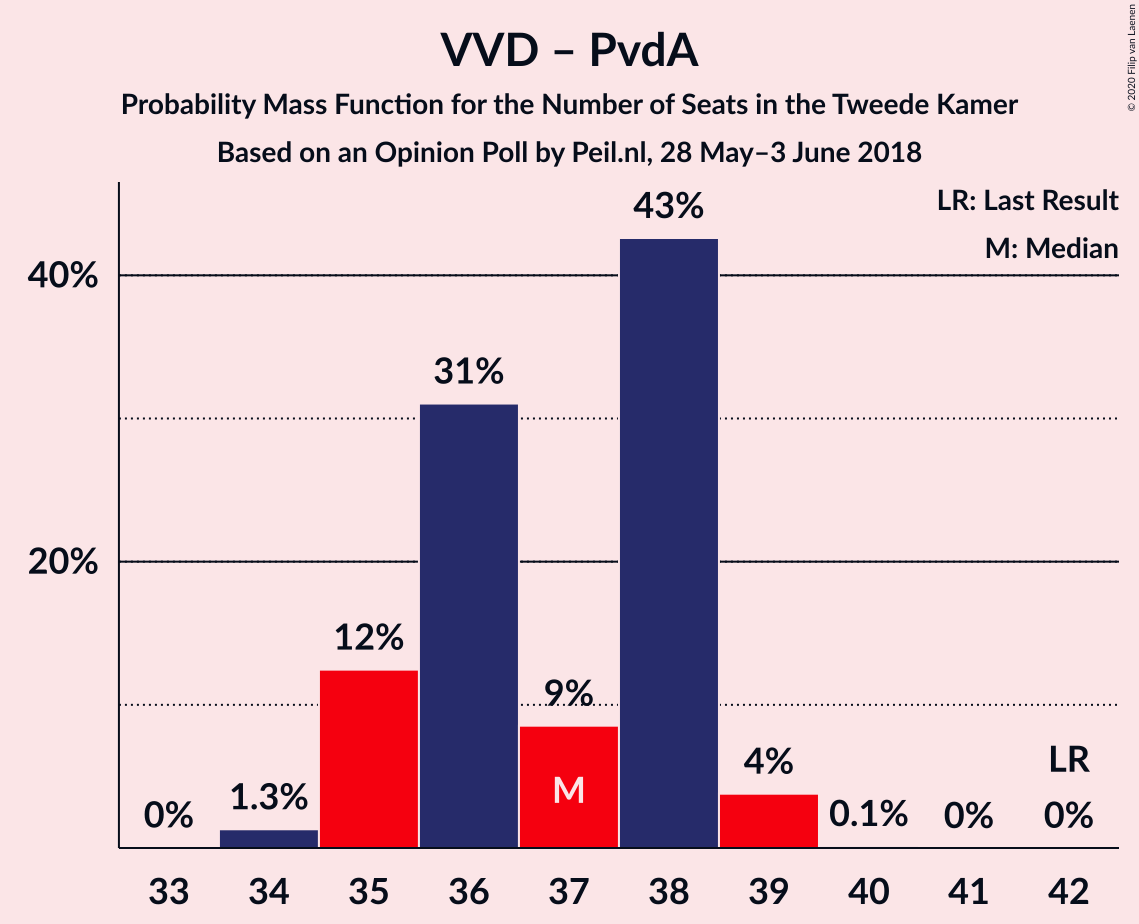 VVD – PvdA
Probability Mass Function for the Number of Seats in the Tweede Kamer
Based on an Opinion Poll by Peil.nl, 28 May–3 June 2018
© 2020 Filip van Laenen
LR: Last Result
M: Median
40%
20%
0%
1.3%
12%
31%
9%
M
43%
4%
0.1%
0%
LR
0%
33 34 35 36 37 38 39 40 41 42